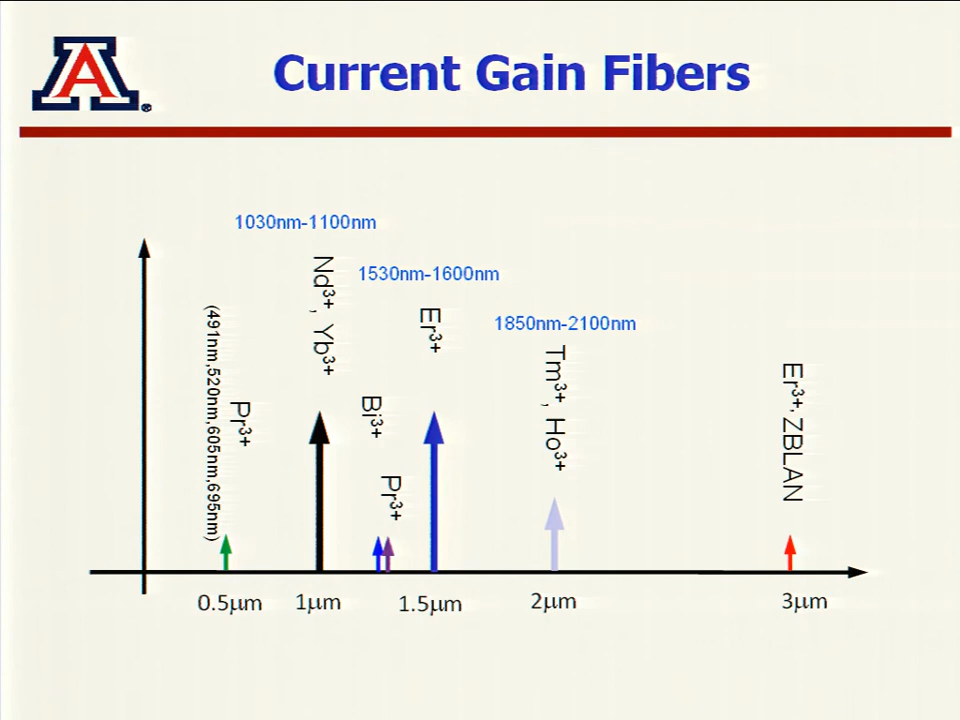 A
®
Current Gain Fibers
1030nm-1100nm
1530nm-1600nm
1850nm-2100nm
(491nm,520nm,605nm,695nm)
Pr3+
Nd3+, Yb3+
Bi3+
Pr3+
Er3+
Tm3+, Ho3+
Er3+, ZBLAN
0.5µm
1µm
1.5µm
2µm
3µm